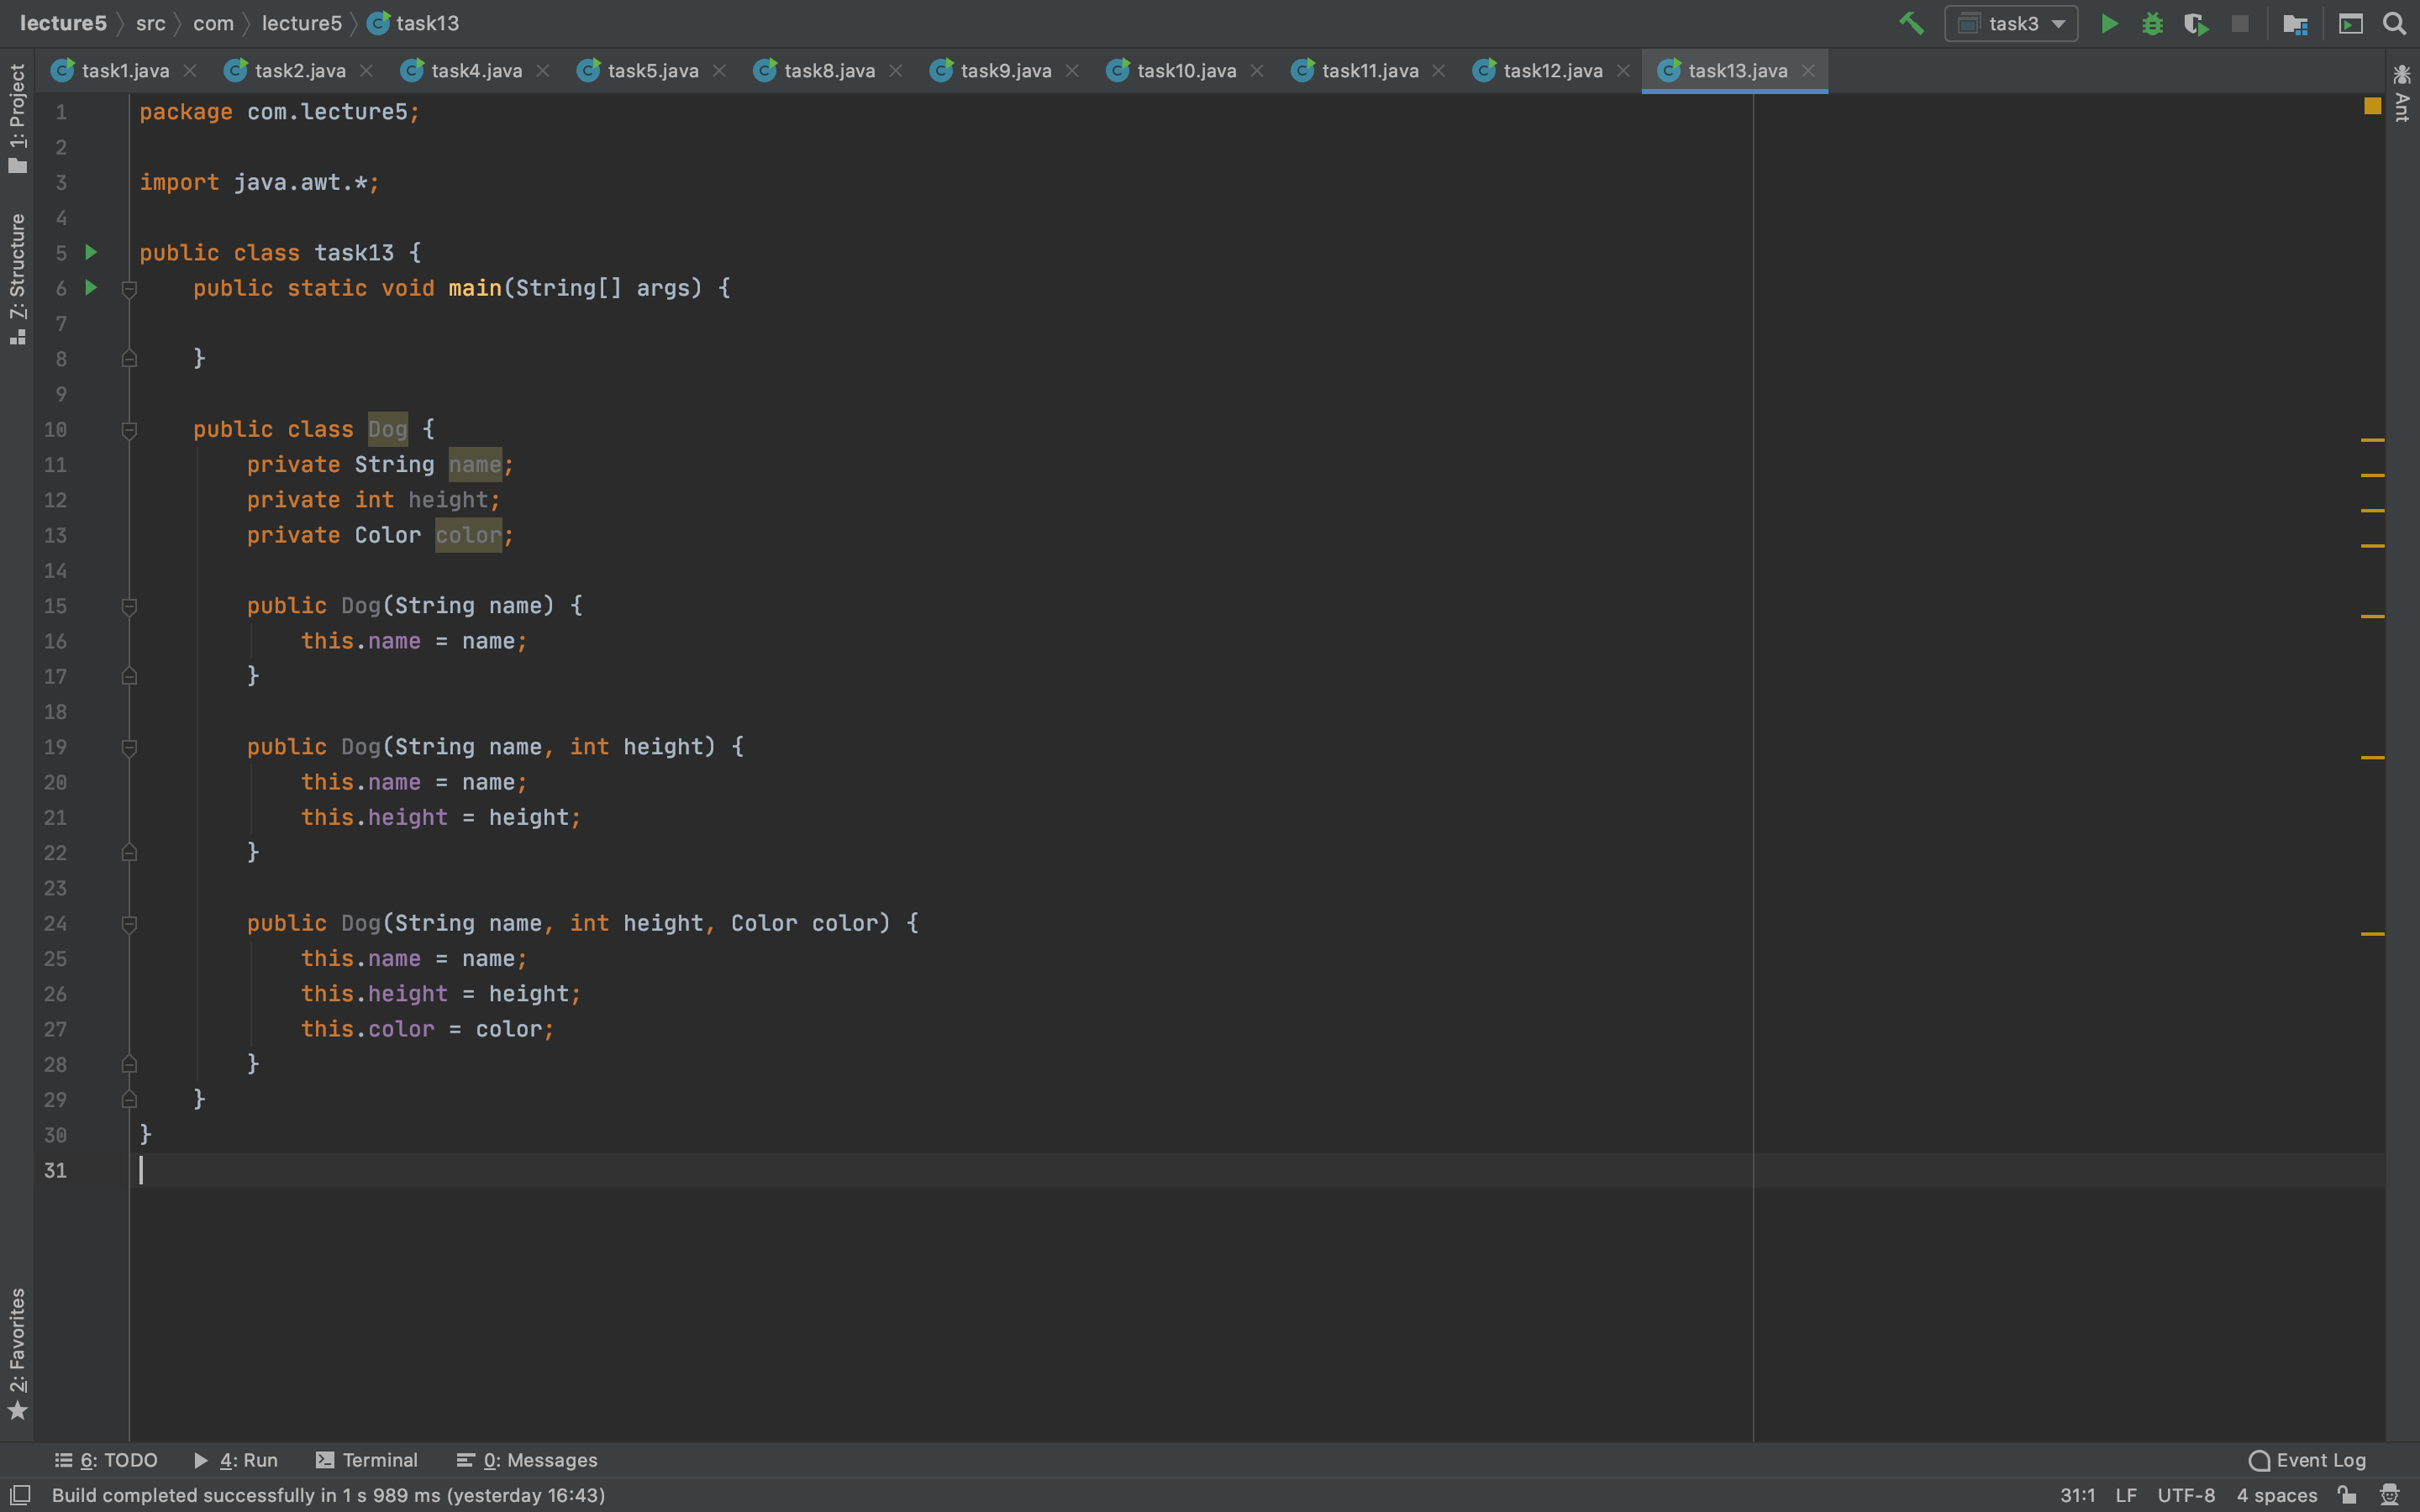 lecture5 src com lecture5 task13 task3
task1.java task2.java task4.java task5.java task8.java task9.java task10.java task11.java task12.java task13.java
1: Project
Z: Structure
2: Favorites
Ant
1 package com.lecture5;
2
3 import java.awt.*;
4
5 public class task13 {
6     public static void main(String[] args) {
7
8     }
9
10     public class Dog {
11         private String name;
12         private int height;
13         private Color color;
14
15         public Dog(String name) {
16             this.name = name;
17         }
18
19         public Dog(String name, int height) {
20             this.name = name;
21             this.height = height;
22         }
23
24         public Dog(String name, int height, Color color) {
25             this.name = name;
26             this.height = height;
27             this.color = color;
28         }
29     }
30 }
31
6: TODO 4: Run Terminal 0: Messages Event Log
Build completed successfully in 1 s 989 ms (yesterday 16:43) 31:1 LF UTF-8 4 spaces